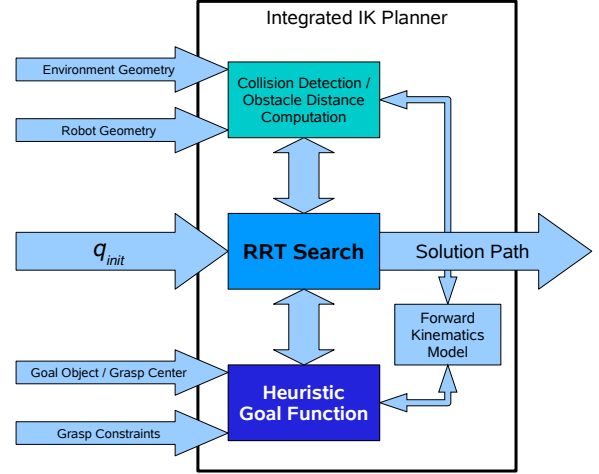 Integrated IK Planner
Environment Geometry
Collision Detection /
Obstacle Distance
Computation
Robot Geometry
q_init
RRT Search
Solution Path
Forward
Kinematics
Model
Goal Object / Grasp Center
Heuristic
Goal Function
Grasp Constraints